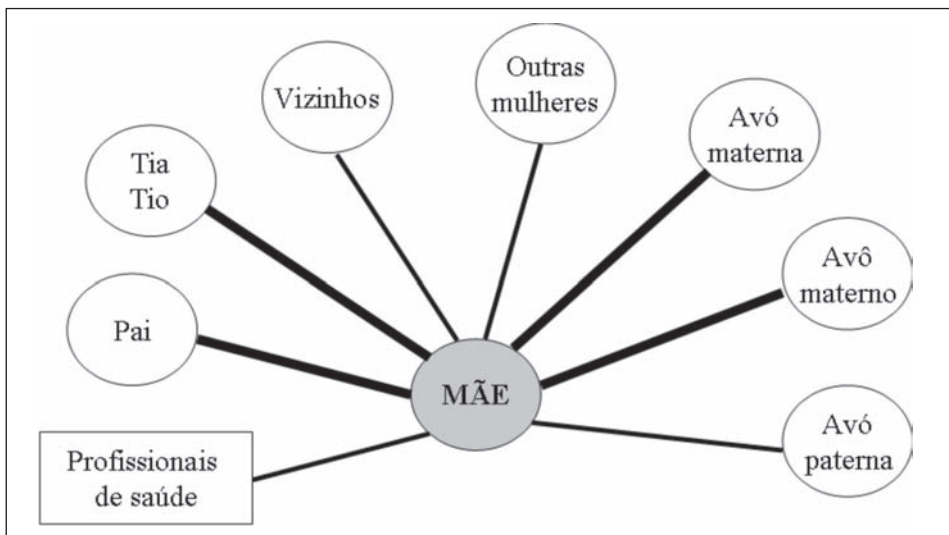 Outras
mulheres
Vizinhos
Avó
materna
Tia
Tio
Avô
materno
Pai
MÃE
Avó
paterna
Profissionais
de saúde